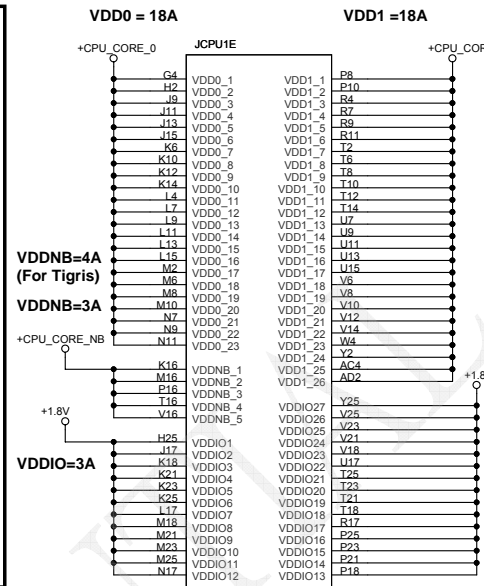 VDD0 = 18A
VDD1 =18A
+CPU_CORE_0
JCPU1E
+CPU_COR
G4 VDD0_1 VDD1_1 P8
H2 VDD0_2 VDD1_2 P10
J9 VDD0_3 VDD1_3 R4
J11 VDD0_4 VDD1_4 R7
J13 VDD0_5 VDD1_5 R9
J15 VDD0_6 VDD1_6 R11
K6 VDD0_7 VDD1_7 T2
K10 VDD0_8 VDD1_8 T6
K12 VDD0_9 VDD1_9 T8
K14 VDD0_10 VDD1_10 T10
L4 VDD0_11 VDD1_11 T12
L7 VDD0_12 VDD1_12 T14
L9 VDD0_13 VDD1_13 U7
L11 VDD0_14 VDD1_14 U9
L13 VDD0_15 VDD1_15 U11
L15 VDD0_16 VDD1_16 U13
M2 VDD0_17 VDD1_17 U15
M6 VDD0_18 VDD1_18 V6
M8 VDD0_19 VDD1_19 V8
M10 VDD0_20 VDD1_20 V10
N7 VDD0_21 VDD1_21 V12
N9 VDD0_22 VDD1_22 V14
N11 VDD0_23 VDD1_23 W4
VDD1_24 Y2
VDD1_25 AC4
VDD1_26 AD2
VDDNB=4A
(For Tigris)
VDDNB=3A
+CPU_CORE_NB
K16 VDDNB_1
M16 VDDNB_2
P16 VDDNB_3
T16 VDDNB_4
V16 VDDNB_5
+1.8
+1.8V
VDDIO=3A
H25 VDDIO1
J17 VDDIO2
K18 VDDIO3
K21 VDDIO4
K23 VDDIO5
K25 VDDIO6
L17 VDDIO7
M18 VDDIO8
M21 VDDIO9
M23 VDDIO10
M25 VDDIO11
N17 VDDIO12
VDDIO27 Y25
VDDIO26 V25
VDDIO25 V23
VDDIO24 V21
VDDIO23 V18
VDDIO22 U17
VDDIO21 T25
VDDIO20 T23
VDDIO19 T21
VDDIO18 T18
VDDIO17 R17
VDDIO16 P25
VDDIO15 P23
VDDIO14 P21
VDDIO13 P18